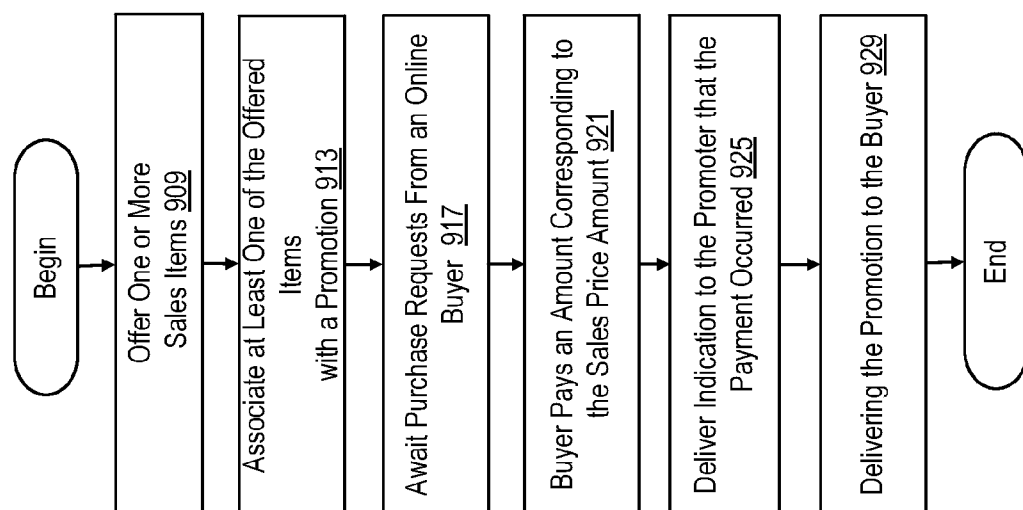 Begin
Offer One or More
Sales Items 909
Associate at Least One of the Offered
Items
with a Promotion 913
Await Purchase Requests From an Online
Buyer 917
Buyer Pays an Amount Corresponding to
the Sales Price Amount 921
Deliver Indication to the Promoter that the
Payment Occurred 925
Delivering the Promotion to the Buyer 929
End